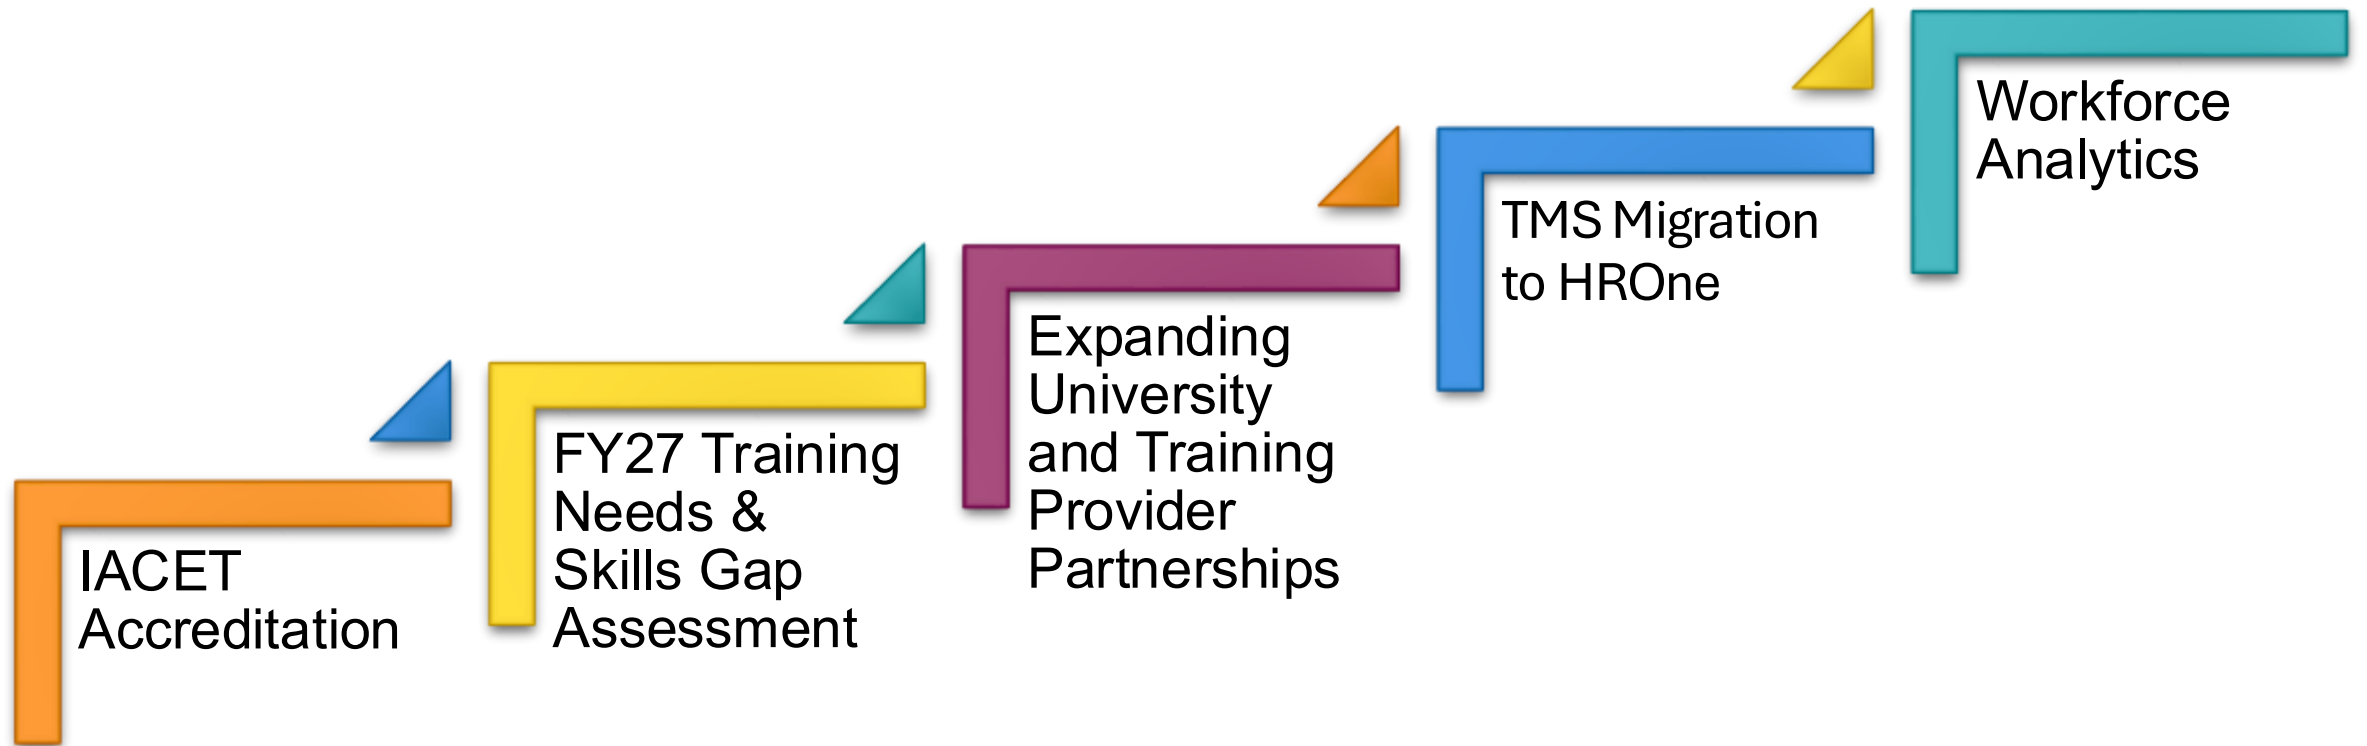 IACET
Accreditation
FY27 Training
Needs &
Skills Gap
Assessment
Expanding
University
and Training
Provider
Partnerships
TMS Migration
to HROne
Workforce
Analytics